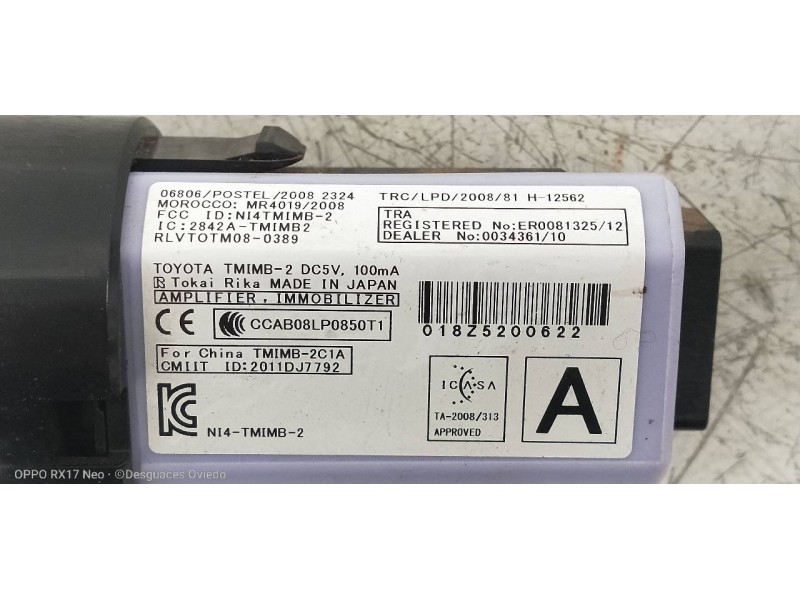 06806/POSTEL/2008 2324
MOROCCO: MR4019/2008
FCC ID:NI4TMIMB-2
IC:2842A-TMIMB2
RLVTOTM08-0389
TRC/LPD/2008/81 H-12562
TRA
REGISTERED No:ER0081325/12
DEALER No:0034361/10
TOYOTA TMIMB-2 DC5V, 100mA
Tokai Rika MADE IN JAPAN
AMPLIFIER, IMMOBILIZER
CE
CCAB08LP0850T1
018Z5200622
For China TMIMB-2C1A
CMIIT ID:2011DJ7792
KC
NI4-TMIMB-2
ICASA
TA-2008/313
APPROVED
A
OPPO RX17 Neo · ©Desguaces Oviedo